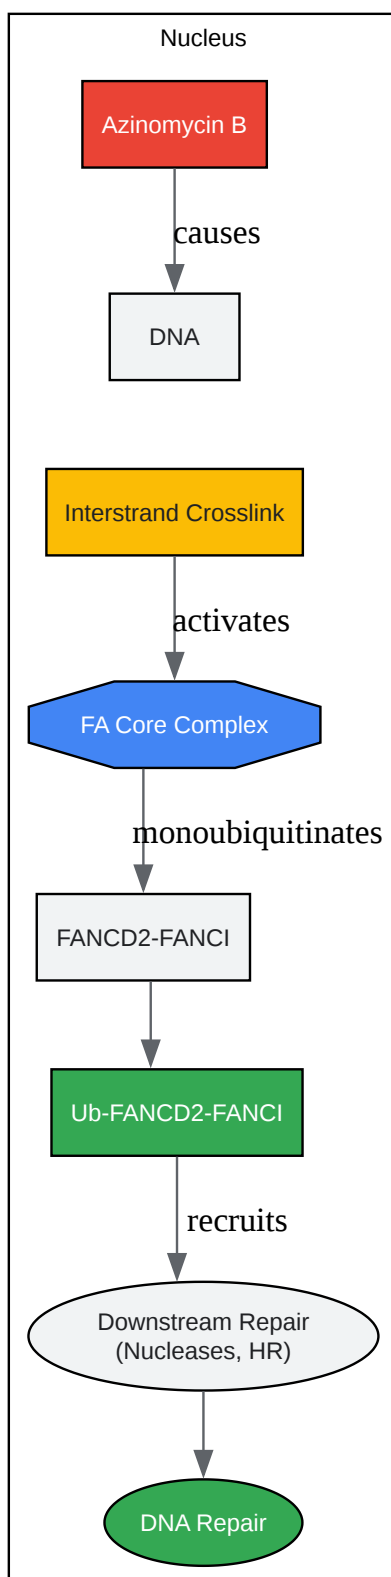 Nucleus
Azinomycin B
causes
DNA
Interstrand Crosslink
activates
FA Core Complex
monoubiquitinates
FANCD2-FANCI
Ub-FANCD2-FANCI
recruits
Downstream Repair
(Nucleases, HR)
DNA Repair